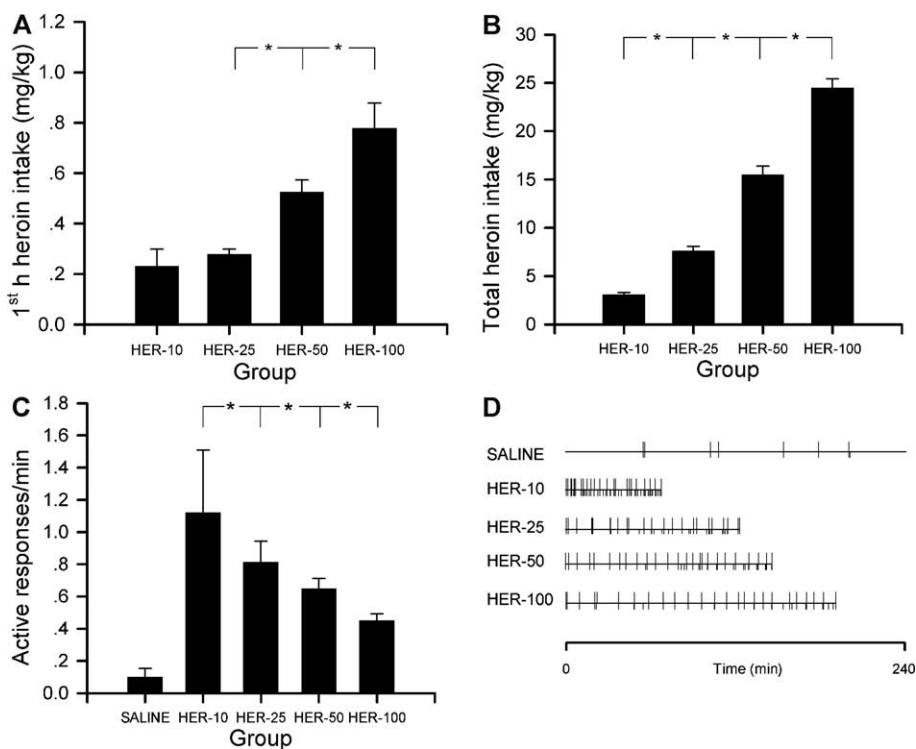 A
1st h heroin intake (mg/kg)
1.2
1.0
.8
.6
.4
.2
0.0
* *
HER-10 HER-25 HER-50 HER-100
Group
B
Total heroin intake (mg/kg)
30
25
20
15
10
5
0
* * *
HER-10 HER-25 HER-50 HER-100
Group
C
Active responses/min
1.8
1.6
1.4
1.2
1.0
.8
.6
.4
.2
0.0
* * *
SALINE HER-10 HER-25 HER-50 HER-100
Group
D
SALINE
HER-10
HER-25
HER-50
HER-100
0 Time (min) 240